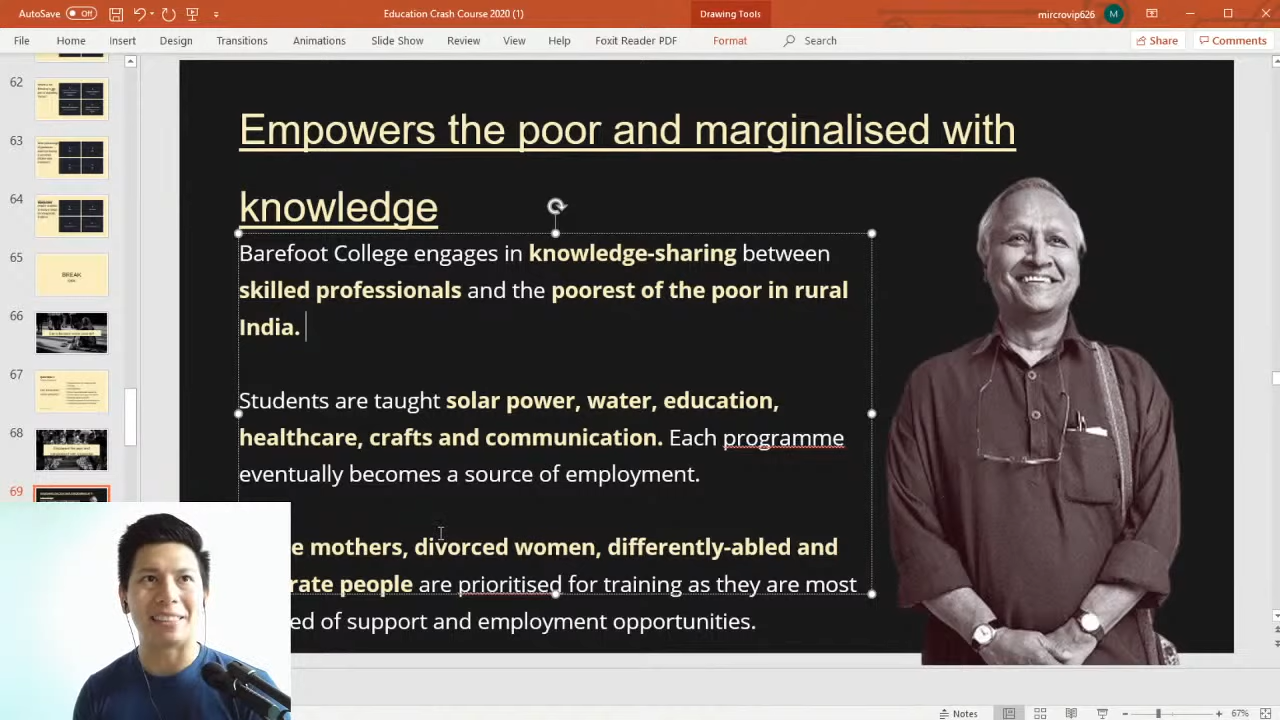 AutoSave Off Education Crash Course 2020 (1) Drawing Tools mircrovip626 M
File Home Insert Design Transitions Animations Slide Show Review View Help Foxit Reader PDF Format Search Share Comments
62
63
64
65
BREAK
66
67
68
69
Empowers the poor and marginalised with
knowledge
Barefoot College engages in knowledge-sharing between
skilled professionals and the poorest of the poor in rural
India.
Students are taught solar power, water, education,
healthcare, crafts and communication. Each programme
eventually becomes a source of employment.
mothers, divorced women, differently-abled and
people are prioritised for training as they are most
of support and employment opportunities.
Notes 67%